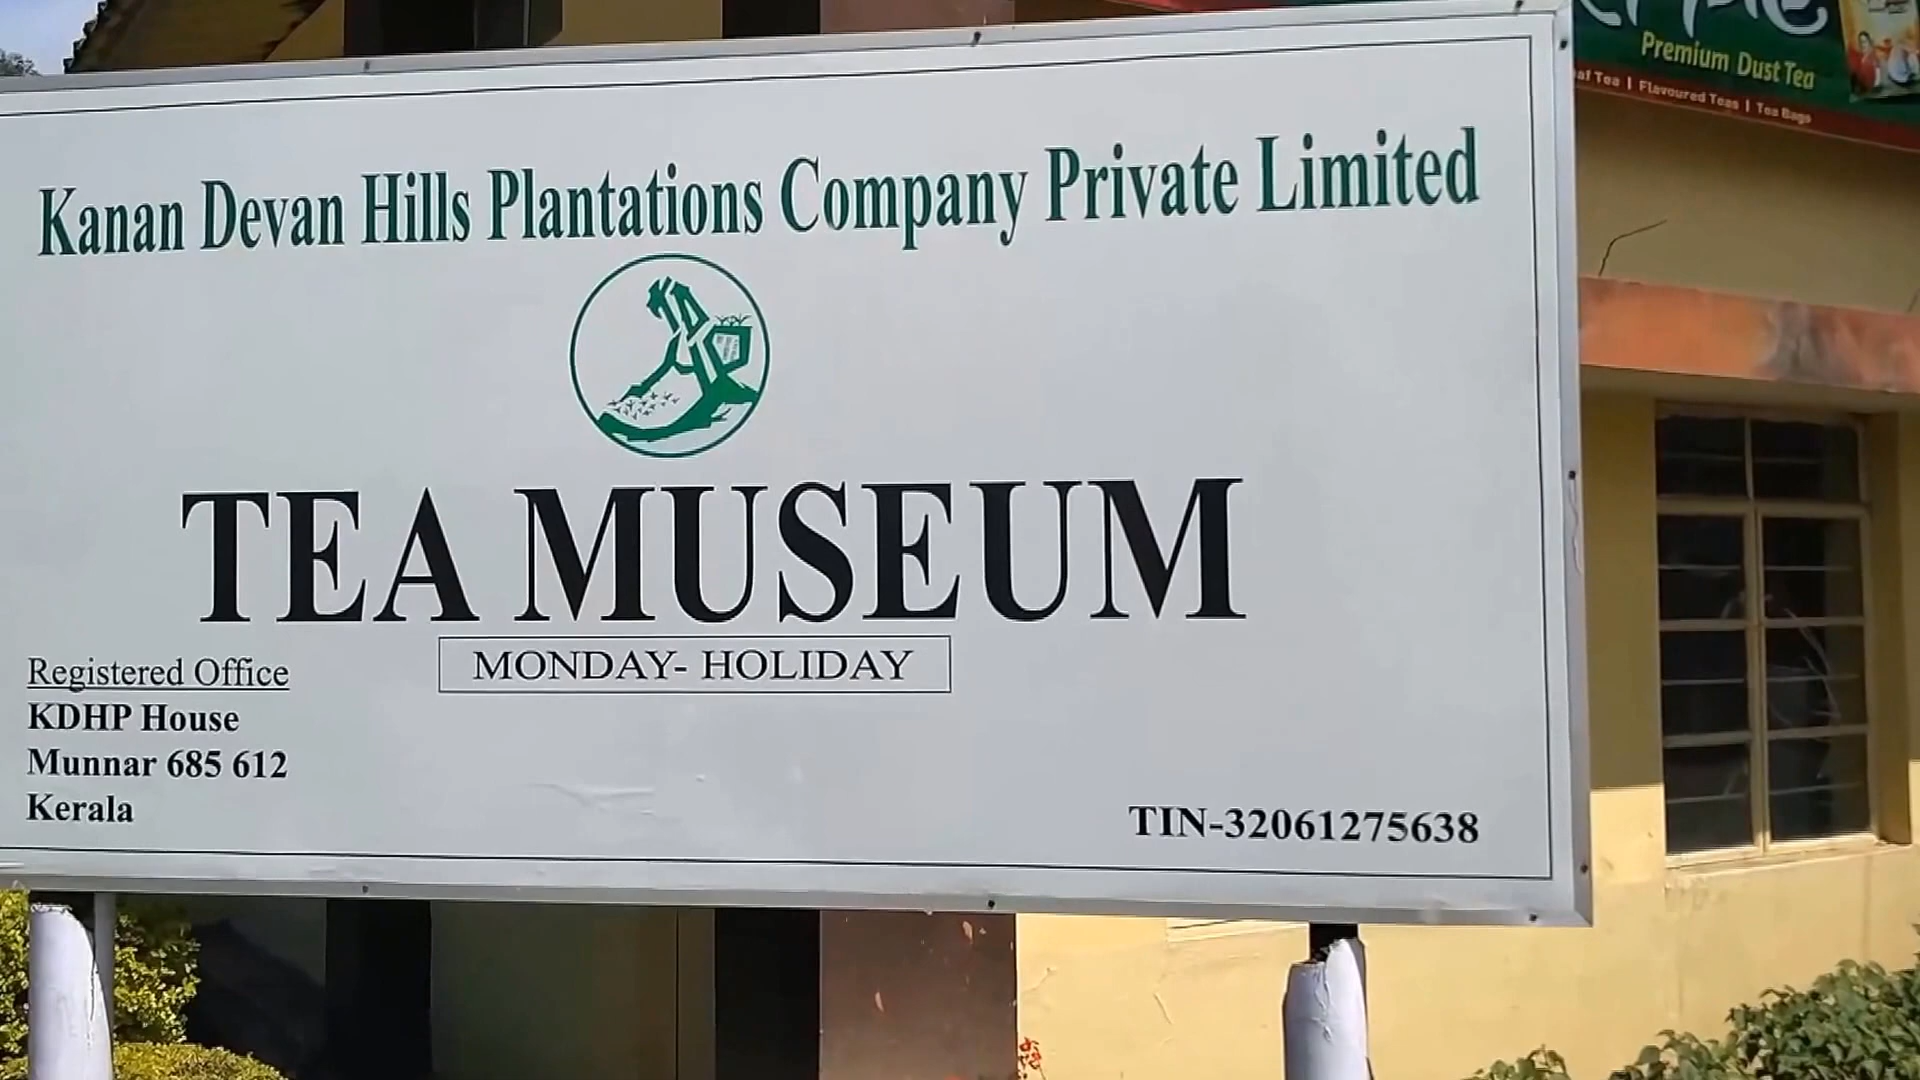 Kanan Devan Hills Plantations Company Private Limited
TEA MUSEUM
MONDAY- HOLIDAY
Registered Office
KDHP House
Munnar 685 612
Kerala
TIN-32061275638
Premium Dust Tea
Tea | Flavoured Teas | Tea Bags